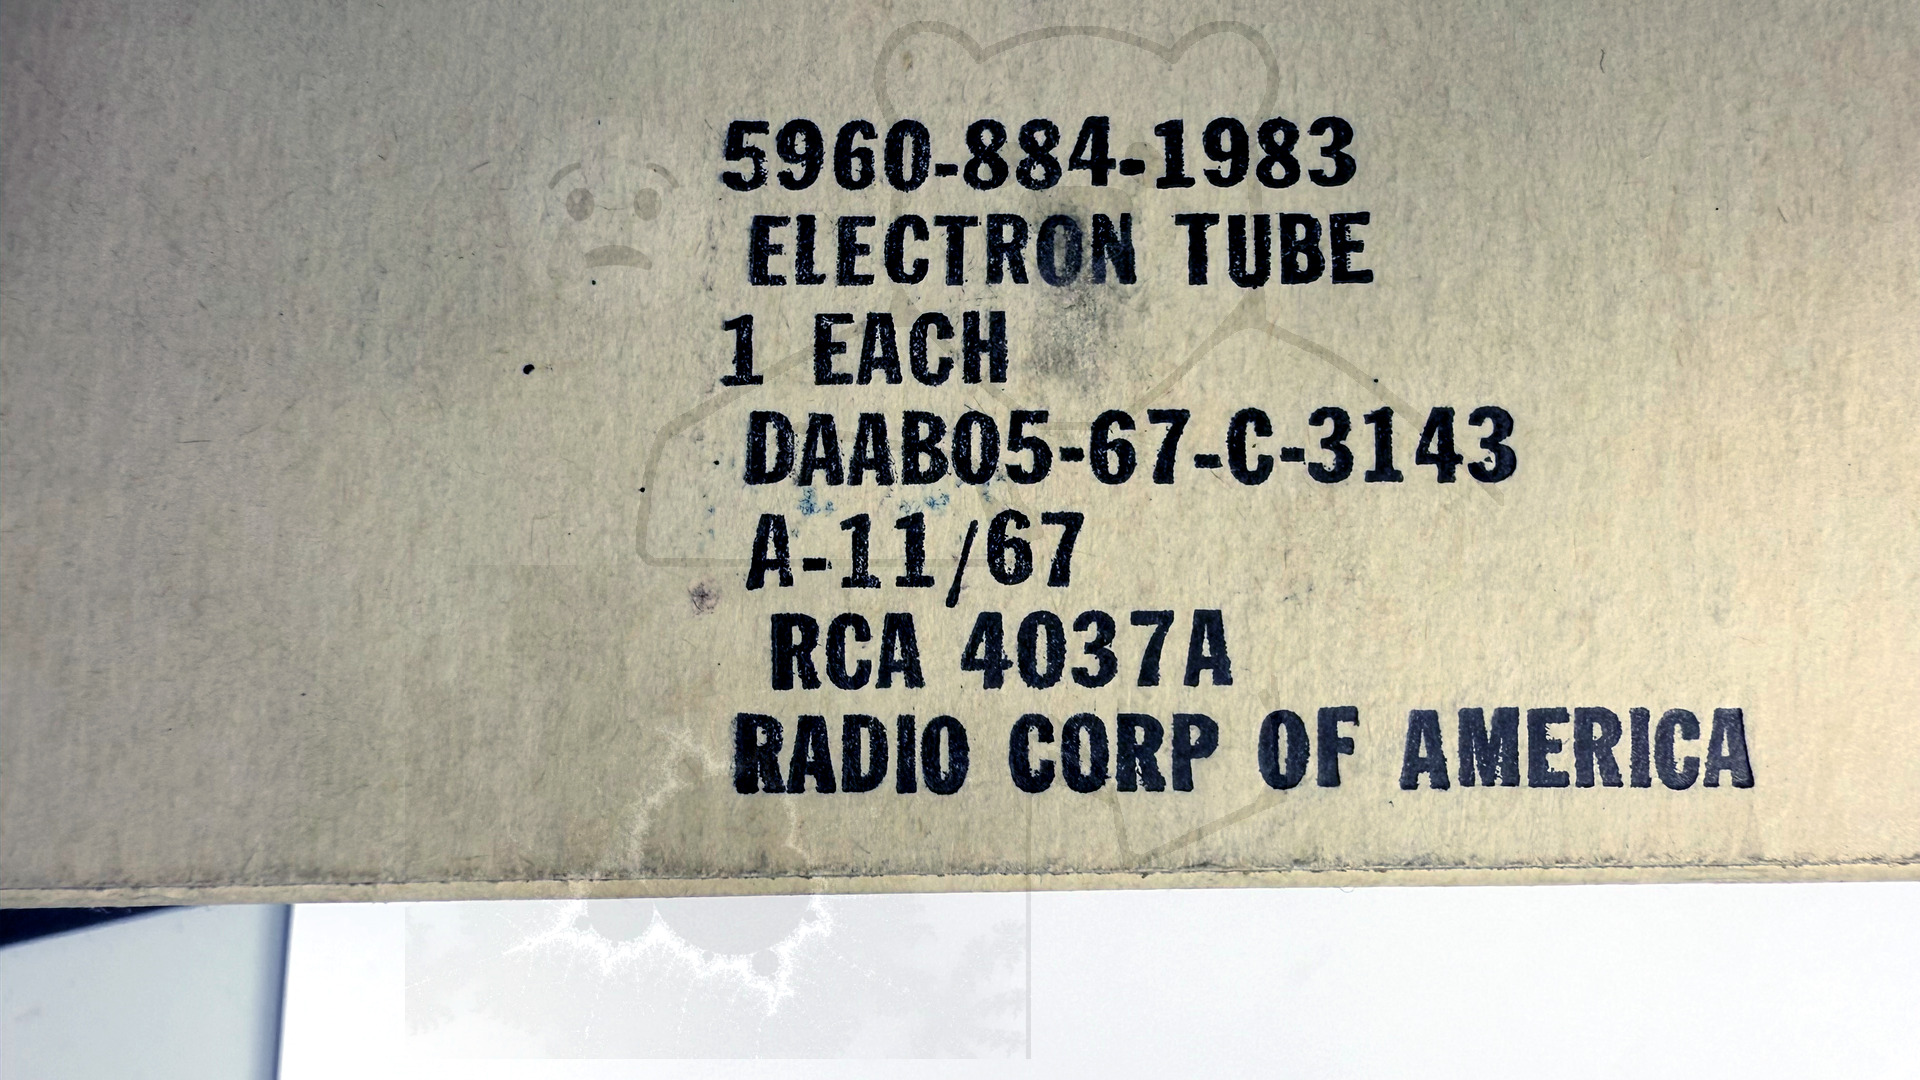 5960-884-1983
ELECTRON TUBE
1 EACH
DAAB05-67-C-3143
A-11/67
RCA 4037A
RADIO CORP OF AMERICA